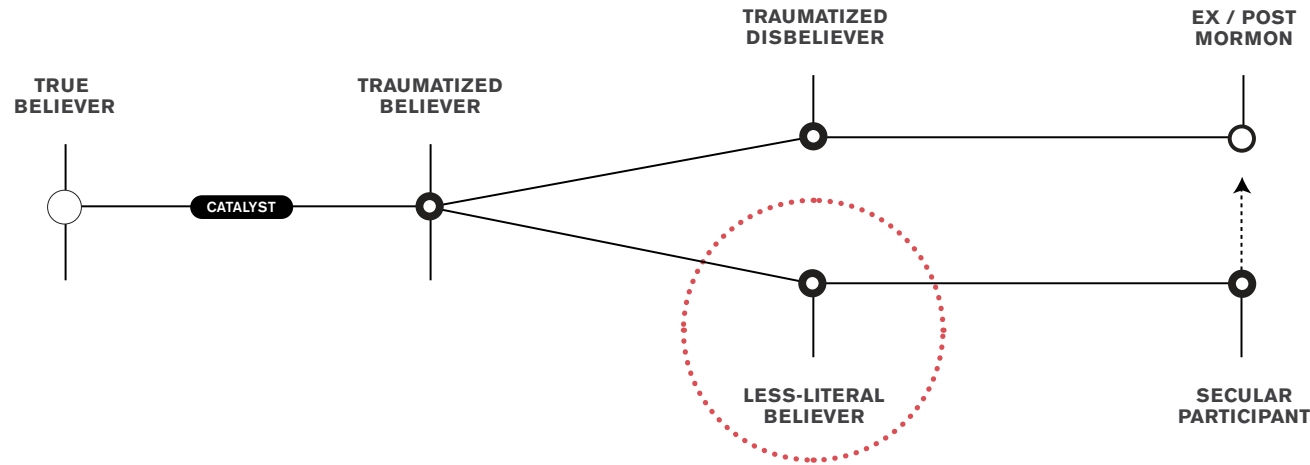 TRUE
BELIEVER
CATALYST
TRAUMATIZED
BELIEVER
TRAUMATIZED
DISBELIEVER
EX / POST
MORMON
LESS-LITERAL
BELIEVER
SECULAR
PARTICIPANT